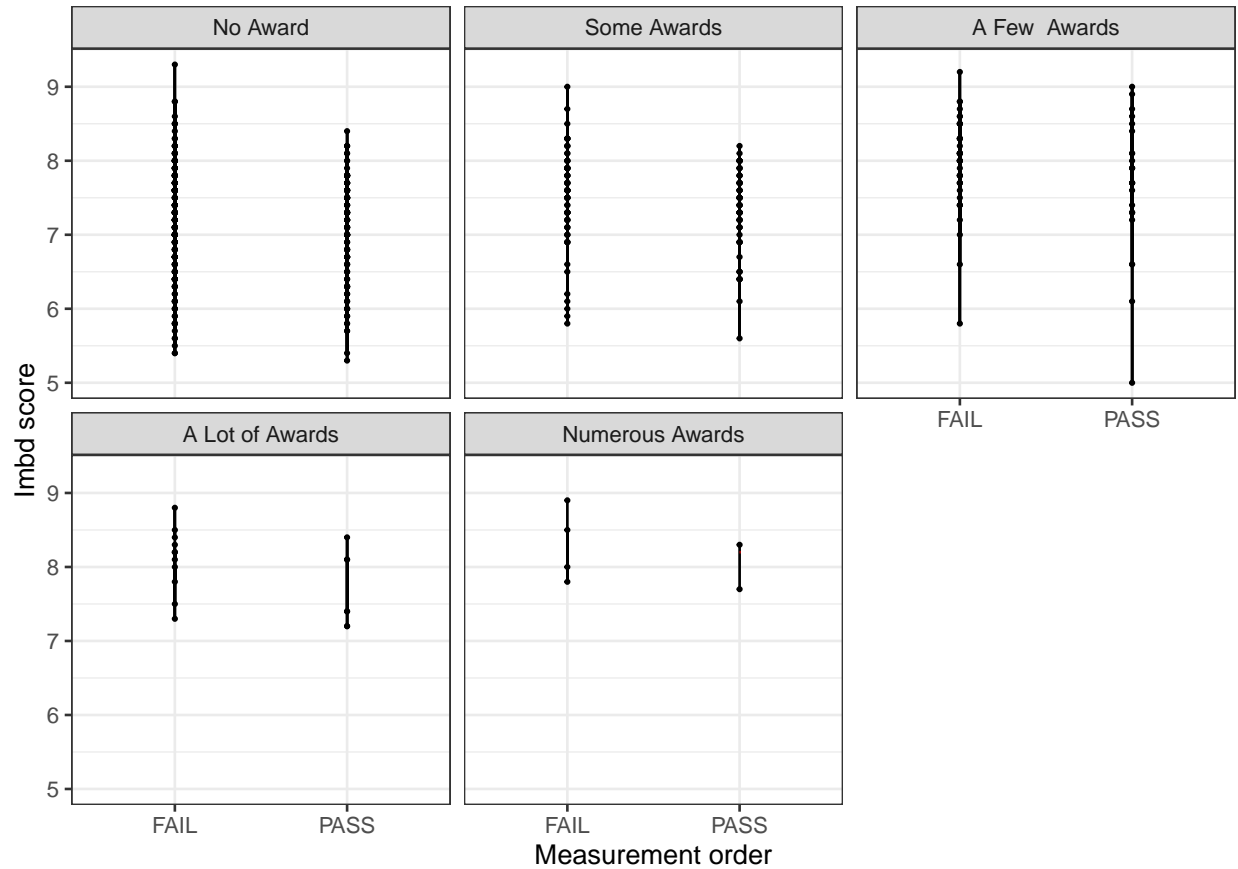 No Award
Some Awards
A Few  Awards
9
8
7
6
5
FAIL
PASS
A Lot of Awards
Numerous Awards
9
8
7
6
5
FAIL
PASS
FAIL
PASS
Measurement order
Imbd score